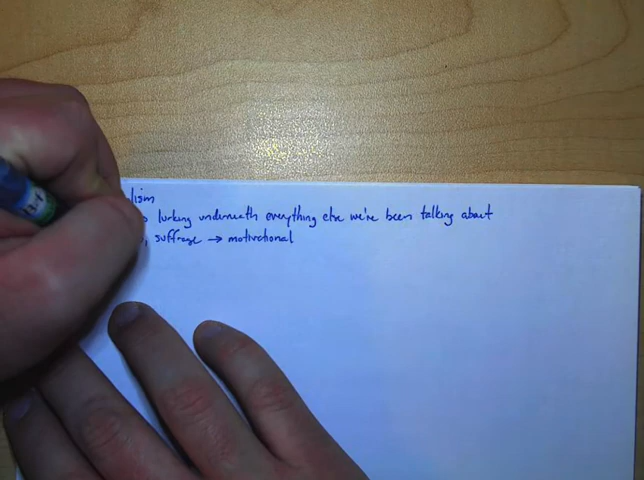 lism
lurking underneath everything else we've been talking about
, suffrage → motivational